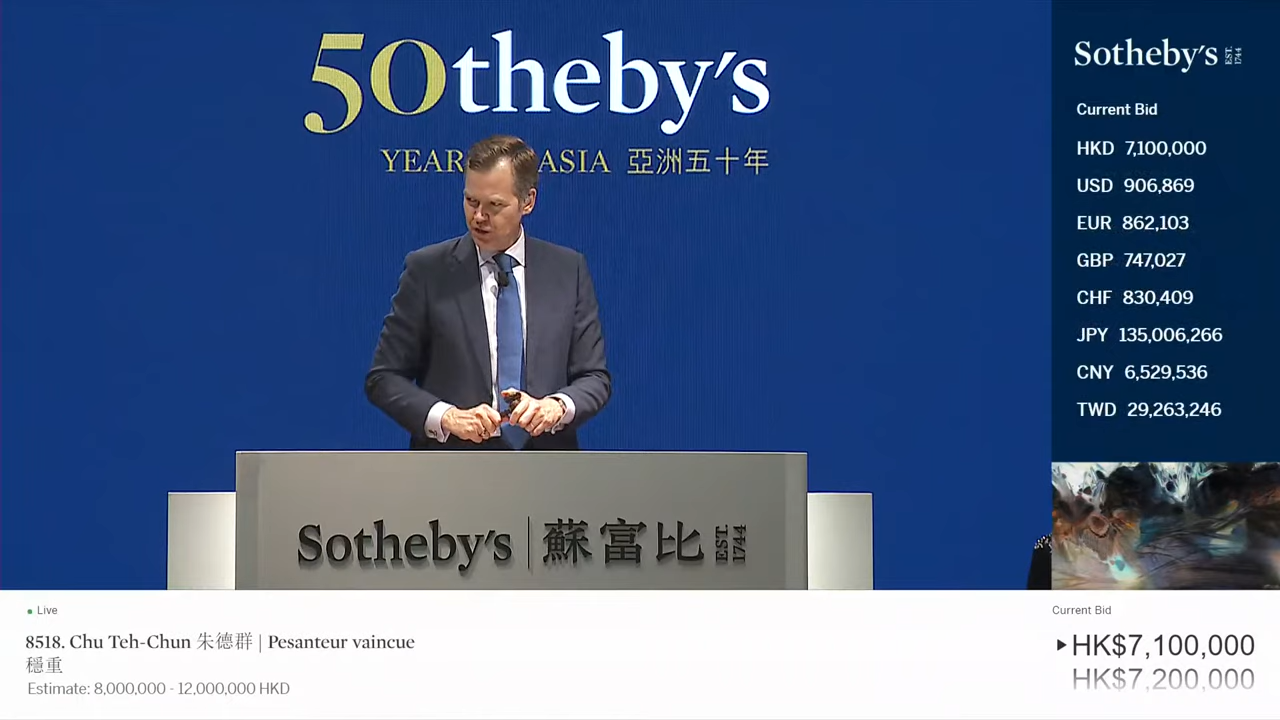 50theby's
YEAR ASIA 亞洲五十年
Sotheby's | 蘇富比 EST. 1744
Sotheby's EST. 1744
Current Bid
HKD 7,100,000
USD 906,869
EUR 862,103
GBP 747,027
CHF 830,409
JPY 135,006,266
CNY 6,529,536
TWD 29,263,246
Live
8518. Chu Teh-Chun 朱德群 | Pesanteur vaincue
穩重
Estimate: 8,000,000 - 12,000,000 HKD
Current Bid
HK$7,100,000
HK$7,200,000